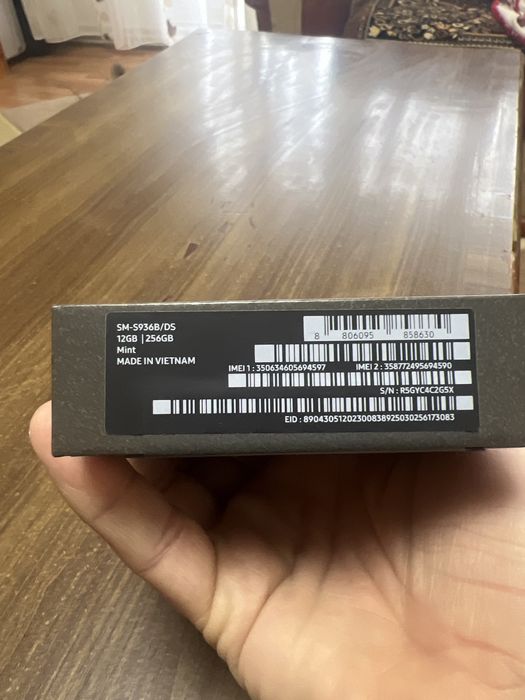 SM-S936B/DS
12GB | 256GB
Mint
MADE IN VIETNAM
8 806095 858630
IMEI 1 : 350634605694597 IMEI 2 : 358772495694590
S/N : R5GYC4C2G5X
EID : 89043051202300838925030256173083